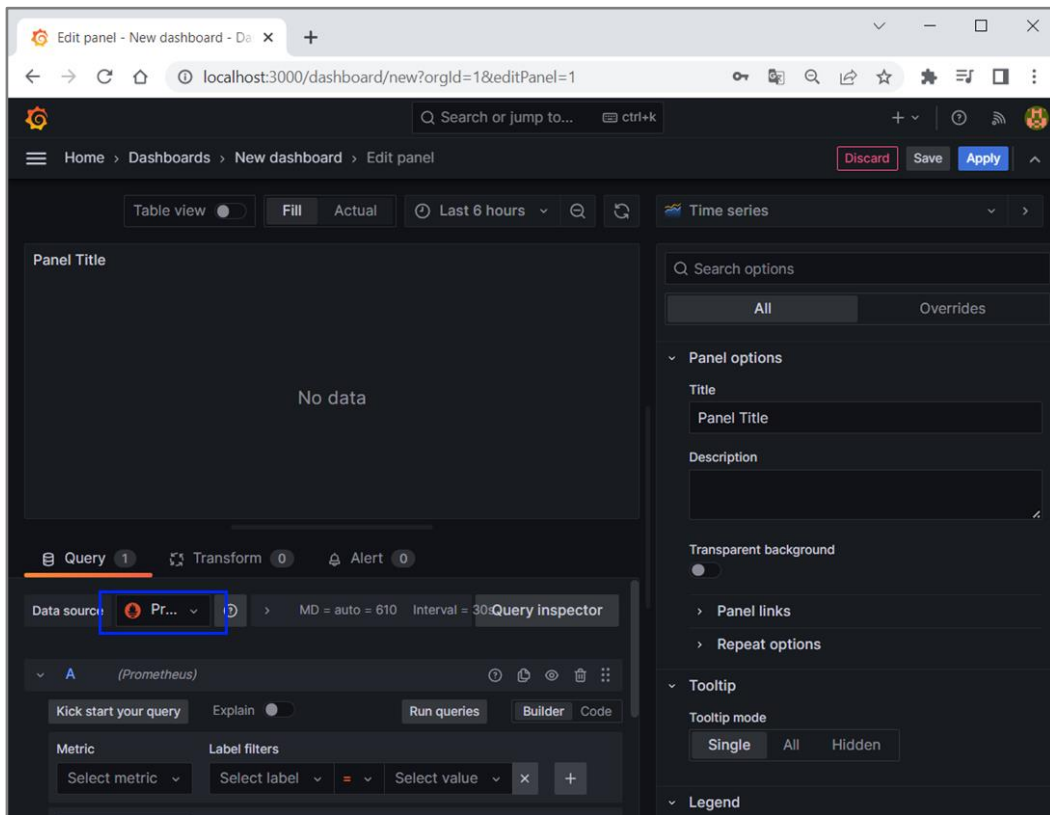 Edit panel - New dashboard - Da
localhost:3000/dashboard/new?orgId=1&editPanel=1
Search or jump to... ctrl+k
Home › Dashboards › New dashboard › Edit panel
Discard Save Apply
Table view Fill Actual Last 6 hours
Time series
Panel Title
No data
Search options
All Overrides
Panel options
Title
Panel Title
Description
Transparent background
Panel links
Repeat options
Tooltip
Tooltip mode
Single All Hidden
Legend
Query 1 Transform 0 Alert 0
Data source Pr... MD = auto = 610 Interval = 30s Query inspector
A (Prometheus)
Kick start your query Explain Run queries Builder Code
Metric Label filters
Select metric Select label = Select value